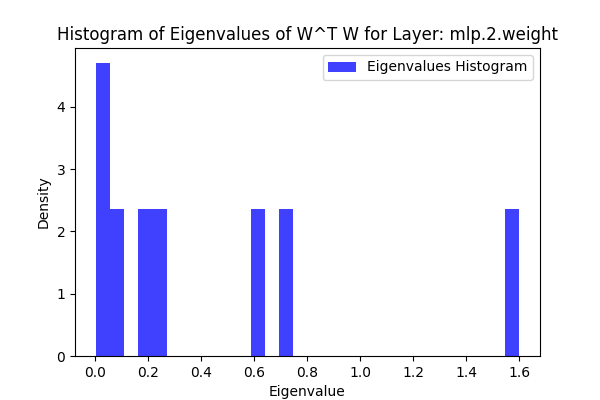 Histogram of Eigenvalues of W^T W for Layer: mlp.2.weight
Eigenvalues Histogram
Density
4
3
2
1
0
0.0 0.2 0.4 0.6 0.8 1.0 1.2 1.4 1.6
Eigenvalue